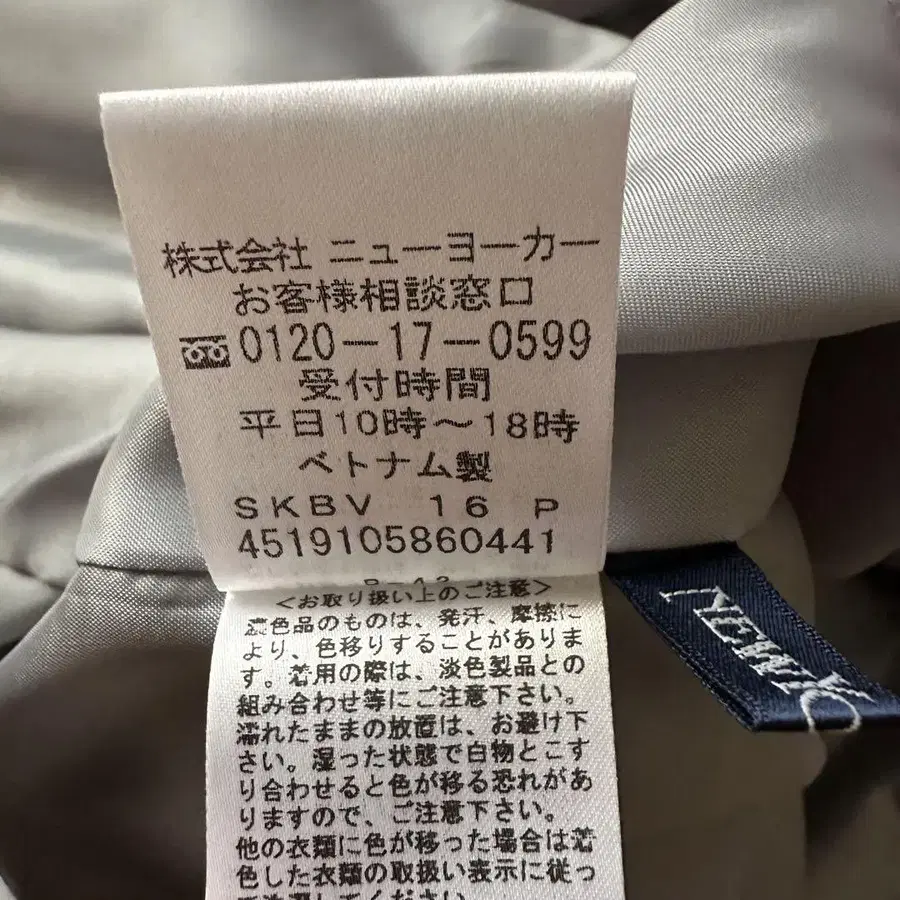 株式会社 ニューヨーカー
お客様相談窓口
0120-17-0599
受付時間
平日10時～18時
ベトナム製
SKBV 16 P
4519105860441
<お取り扱い上のご注意>
濃色品のものは、発汗、摩擦に
より、色移りすることがありま
す。着用の際は、淡色製品との
組み合わせ等にご注意下さい。
濡れたままの放置は、お避け下
さい。湿った状態で白物とこす
り合わせると色が移る恐れがあ
りますので、ご注意下さい。
他の衣類に色が移った場合は着
色した衣類の取扱い表示に従っ
NEWYO